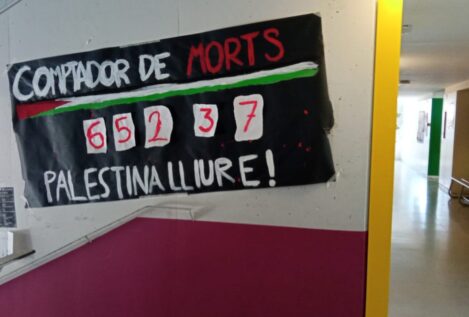 COMPTADOR DE MORTS
65237
PALESTINA LLIURE!